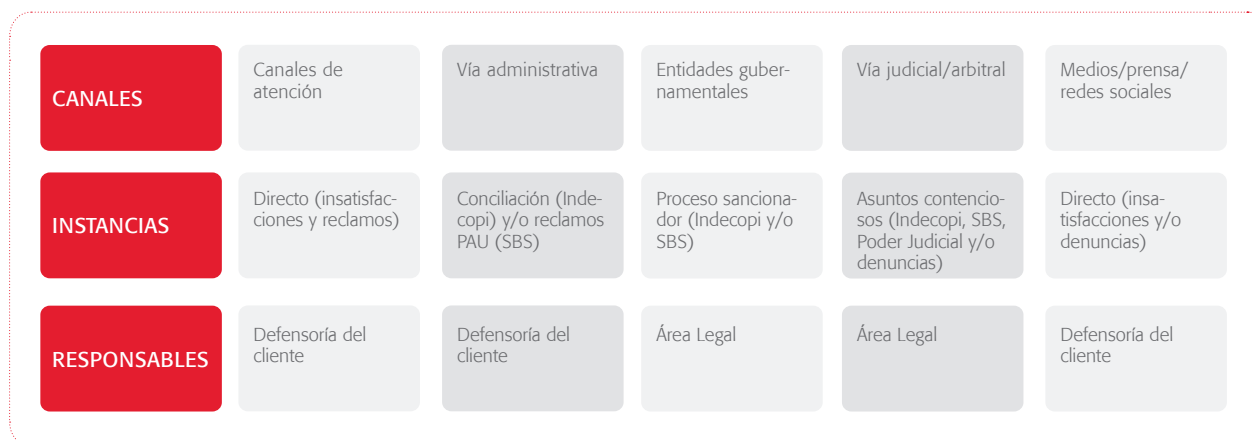 CANALES
Canales de
atención
Vía administrativa
Entidades guber-
namentales
Vía judicial/arbitral
Medios/prensa/
redes sociales
INSTANCIAS
Directo (insatisfac-
ciones y reclamos)
Conciliación (Inde-
copi) y/o reclamos
PAU (SBS)
Proceso sanciona-
dor (Indecopi y/o
SBS)
Asuntos contencio-
sos (Indecopi, SBS,
Poder Judicial y/o
denuncias)
Directo (insa-
tisfacciones y/o
denuncias)
RESPONSABLES
Defensoría del
cliente
Defensoría del
cliente
Área Legal
Área Legal
Defensoría del
cliente